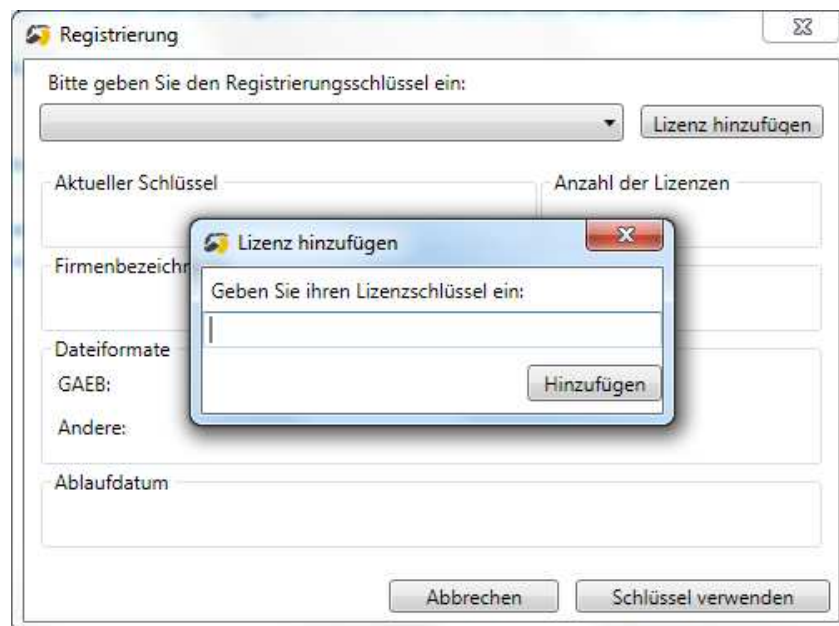 Registrierung
Bitte geben Sie den Registrierungsschlüssel ein:
Lizenz hinzufügen
Aktueller Schlüssel
Anzahl der Lizenzen
Lizenz hinzufügen
Firmenbezeichn
Geben Sie ihren Lizenzschlüssel ein:
Dateiformate
GAEB:
Hinzufügen
Andere:
Ablaufdatum
Abbrechen
Schlüssel verwenden